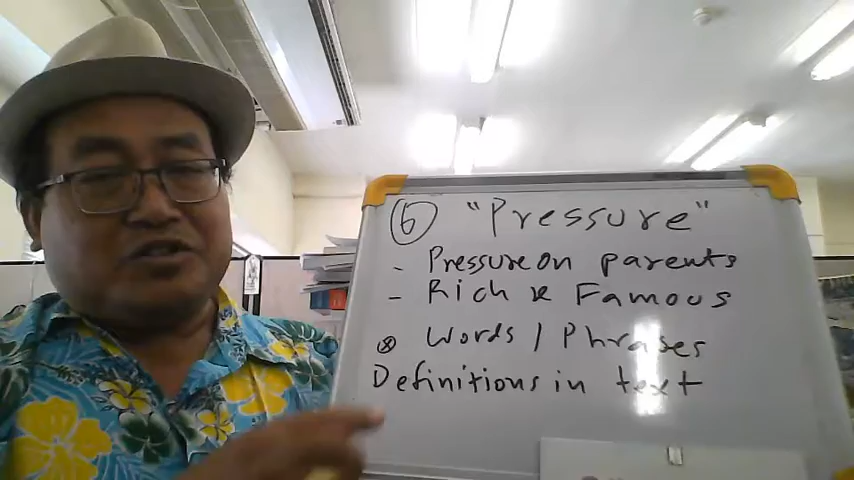 6 "Pressure"
- Pressure on parents
- Rich & Famous
⊗ Words / Phrases
Definitions in text